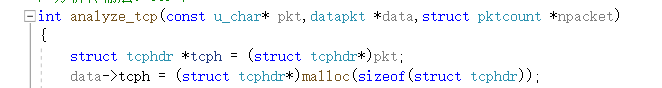 int analyze_tcp(const u_char* pkt,datapkt *data,struct pktcount *npacket)
{
struct tcphdr *tcph = (struct tcphdr*)pkt;
data->tcph = (struct tcphdr*)malloc(sizeof(struct tcphdr));